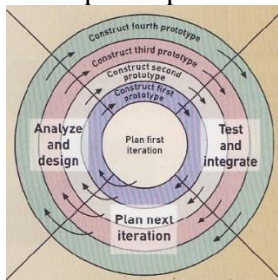 Construct fourth prototype
Construct third prototype
Construct second
prototype
Construct first
prototype
Analyze
and
design
Plan first
iteration
Test
and
integrate
Plan next
iteration